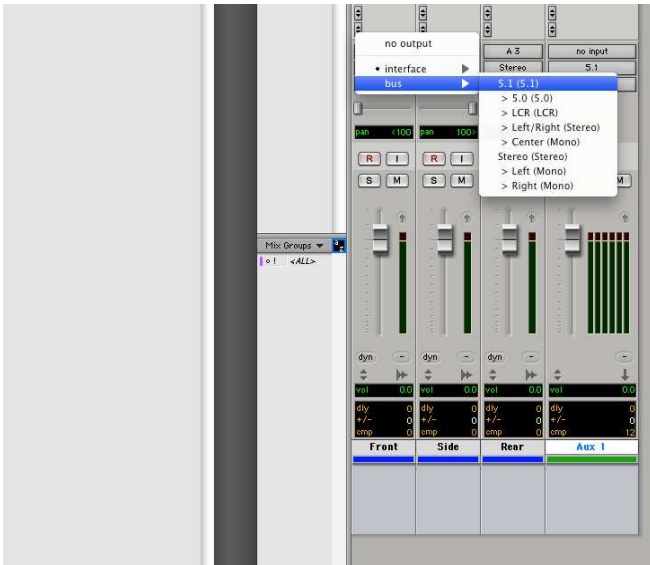 no output
interface
bus
5.1 (5.1)
> 5.0 (5.0)
> LCR (LCR)
> Left/Right (Stereo)
> Center (Mono)
Stereo (Stereo)
> Left (Mono)
> Right (Mono)
A 3 no input
Stereo 5.1
pan <100 pan 100>
R I R I
S M S M M
Mix Groups
a z
o ! <ALL>
dyn - dyn - dyn - -
vol 0.0 vol 0.0 vol 0.0 vol 0.0
dly 0 dly 0 dly 0 dly 0
+/- 0 +/- 0 +/- 0 +/- 0
cmp 0 cmp 0 cmp 0 cmp 12
Front Side Rear Aux 1